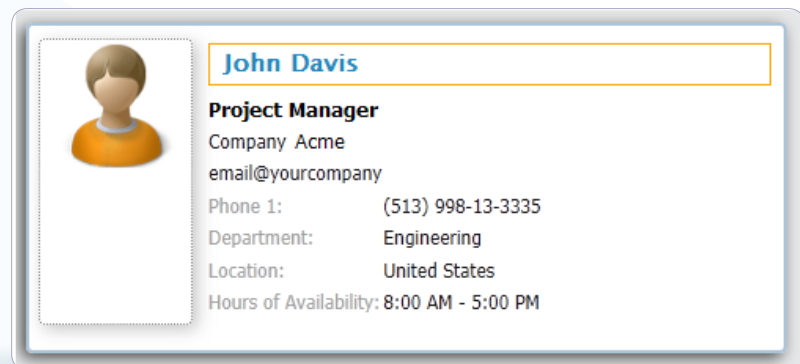 John Davis
Project Manager
Company Acme
email@yourcompany
Phone 1: (513) 998-13-3335
Department: Engineering
Location: United States
Hours of Availability: 8:00 AM - 5:00 PM